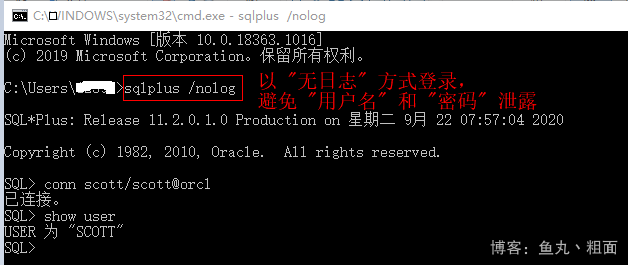 C:\WINDOWS\system32\cmd.exe - sqlplus /nolog
Microsoft Windows [版本 10.0.18363.1016]
(c) 2019 Microsoft Corporation。保留所有权利。
C:\Users\ >sqlplus /nolog
以 "无日志" 方式登录.
避免 "用户名" 和 "密码" 泄露
SQL*Plus: Release 11.2.0.1.0 Production on 星期二 9月 22 07:57:04 2020
Copyright (c) 1982, 2010, Oracle.  All rights reserved.
SQL> conn scott/scott@orcl
已连接。
SQL> show user
USER 为 "SCOTT"
SQL>
博客: 鱼丸丶粗面